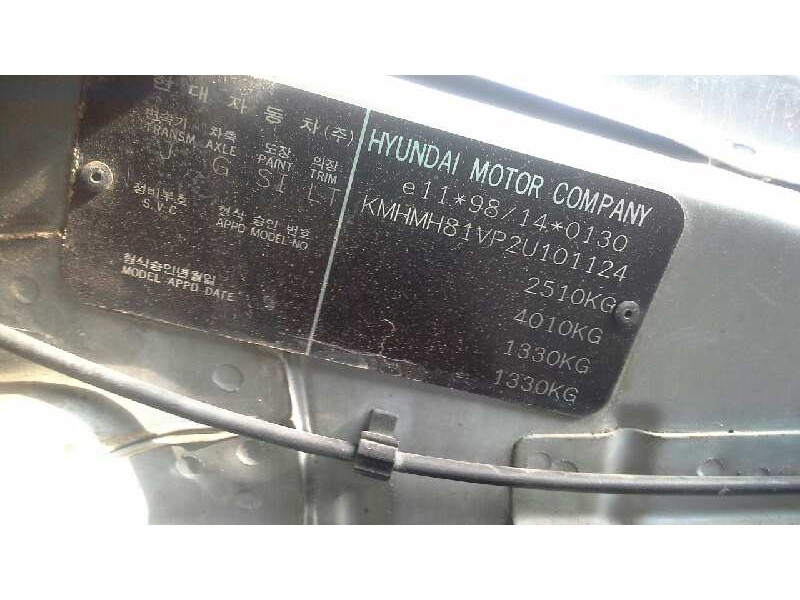 현대자동차(주)
변속기 차축 도장 의장
TRANSM. AXLE PAINT TRIM
J G SI LT
정비부호 형식 승인 번호
S.V.C. APPD MODEL NO
형식승인년월일
MODEL APPD DATE
HYUNDAI MOTOR COMPANY
e11*98/14*0130
KMHMH81VP2U101124
2510KG
4010KG
1330KG
1330KG